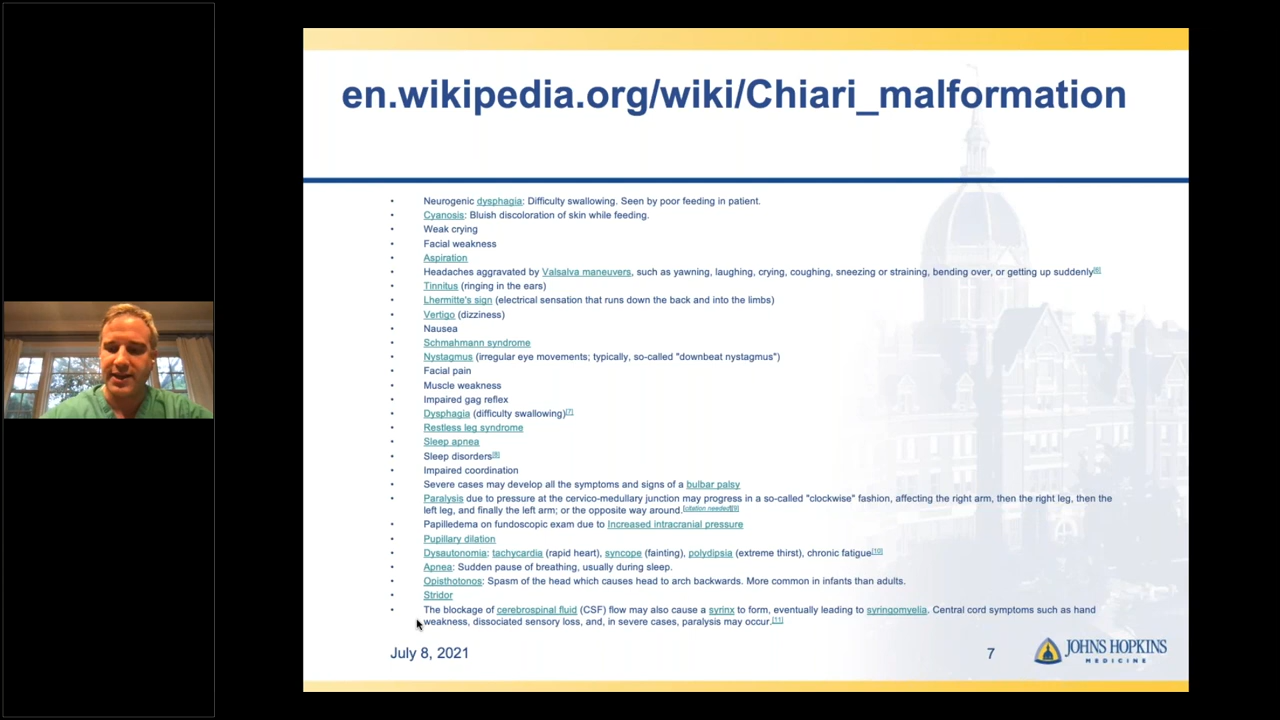 en.wikipedia.org/wiki/Chiari_malformation
• Neurogenic dysphagia: Difficulty swallowing. Seen by poor feeding in patient.
• Cyanosis: Bluish discoloration of skin while feeding.
• Weak crying
• Facial weakness
• Aspiration
• Headaches aggravated by Valsalva maneuvers, such as yawning, laughing, crying, coughing, sneezing or straining, bending over, or getting up suddenly[6]
• Tinnitus (ringing in the ears)
• Lhermitte's sign (electrical sensation that runs down the back and into the limbs)
• Vertigo (dizziness)
• Nausea
• Schmahmann syndrome
• Nystagmus (irregular eye movements; typically, so-called "downbeat nystagmus")
• Facial pain
• Muscle weakness
• Impaired gag reflex
• Dysphagia (difficulty swallowing)[7]
• Restless leg syndrome
• Sleep apnea
• Sleep disorders[8]
• Impaired coordination
• Severe cases may develop all the symptoms and signs of a bulbar palsy
• Paralysis due to pressure at the cervico-medullary junction may progress in a so-called "clockwise" fashion, affecting the right arm, then the right leg, then the
left leg, and finally the left arm; or the opposite way around.[citation needed][9]
• Papilledema on fundoscopic exam due to Increased intracranial pressure
• Pupillary dilation
• Dysautonomia: tachycardia (rapid heart), syncope (fainting), polydipsia (extreme thirst), chronic fatigue[10]
• Apnea: Sudden pause of breathing, usually during sleep.
• Opisthotonos: Spasm of the head which causes head to arch backwards. More common in infants than adults.
• Stridor
• The blockage of cerebrospinal fluid (CSF) flow may also cause a syrinx to form, eventually leading to syringomyelia. Central cord symptoms such as hand
weakness, dissociated sensory loss, and, in severe cases, paralysis may occur.[11]
July 8, 2021
7
JOHNS HOPKINS
MEDICINE